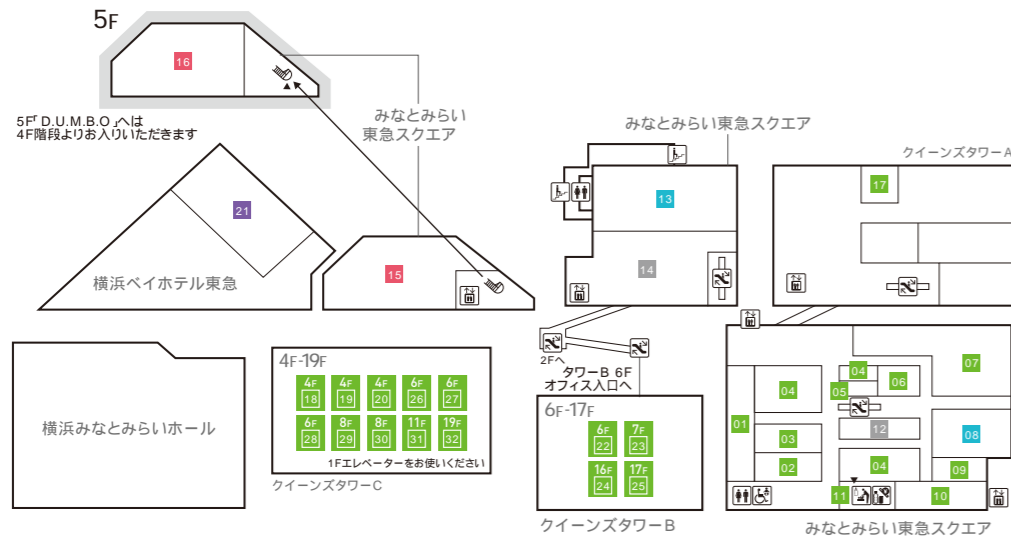 5F
16
5F「D.U.M.B.O」へは
4F階段よりお入りいただきます
みなとみらい
東急スクエア
21
横浜ベイホテル東急
15
みなとみらい東急スクエア
13
14
クイーンズタワーA
17
2Fへ
タワーB 6F
オフィス入口へ
横浜みなとみらいホール
4F-19F
4F 4F 4F 6F 6F
18 19 20 26 27
6F 8F 8F 11F 19F
28 29 30 31 32
1Fエレベーターをお使いください
クイーンズタワーC
6F-17F
6F 7F
22 23
16F 17F
24 25
クイーンズタワーB
07
04
06
05
04
01
12
08
03
02
04
09
11
10
みなとみらい東急スクエア